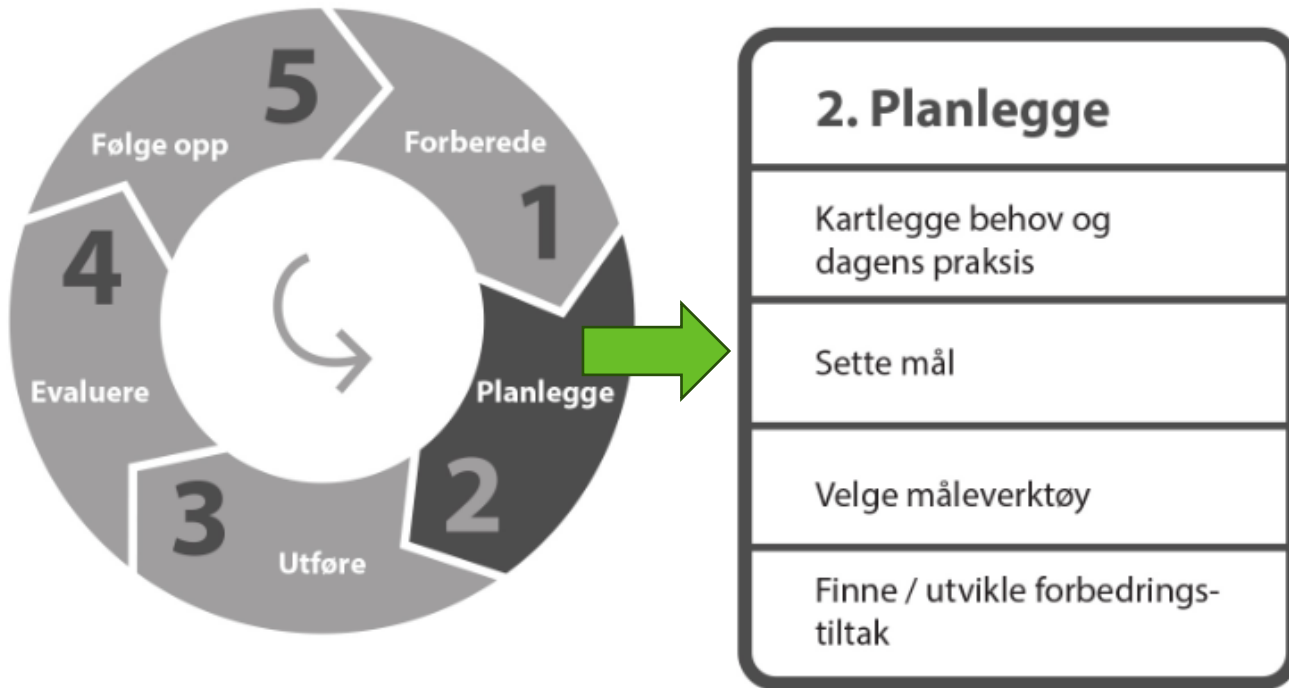 5
Følge opp
Forberede
1
4
Evaluere
Planlegge
2
3
Utføre
2. Planlegge
Kartlegge behov og
dagens praksis
Sette mål
Velge måleverktøy
Finne / utvikle forbedrings-
tiltak